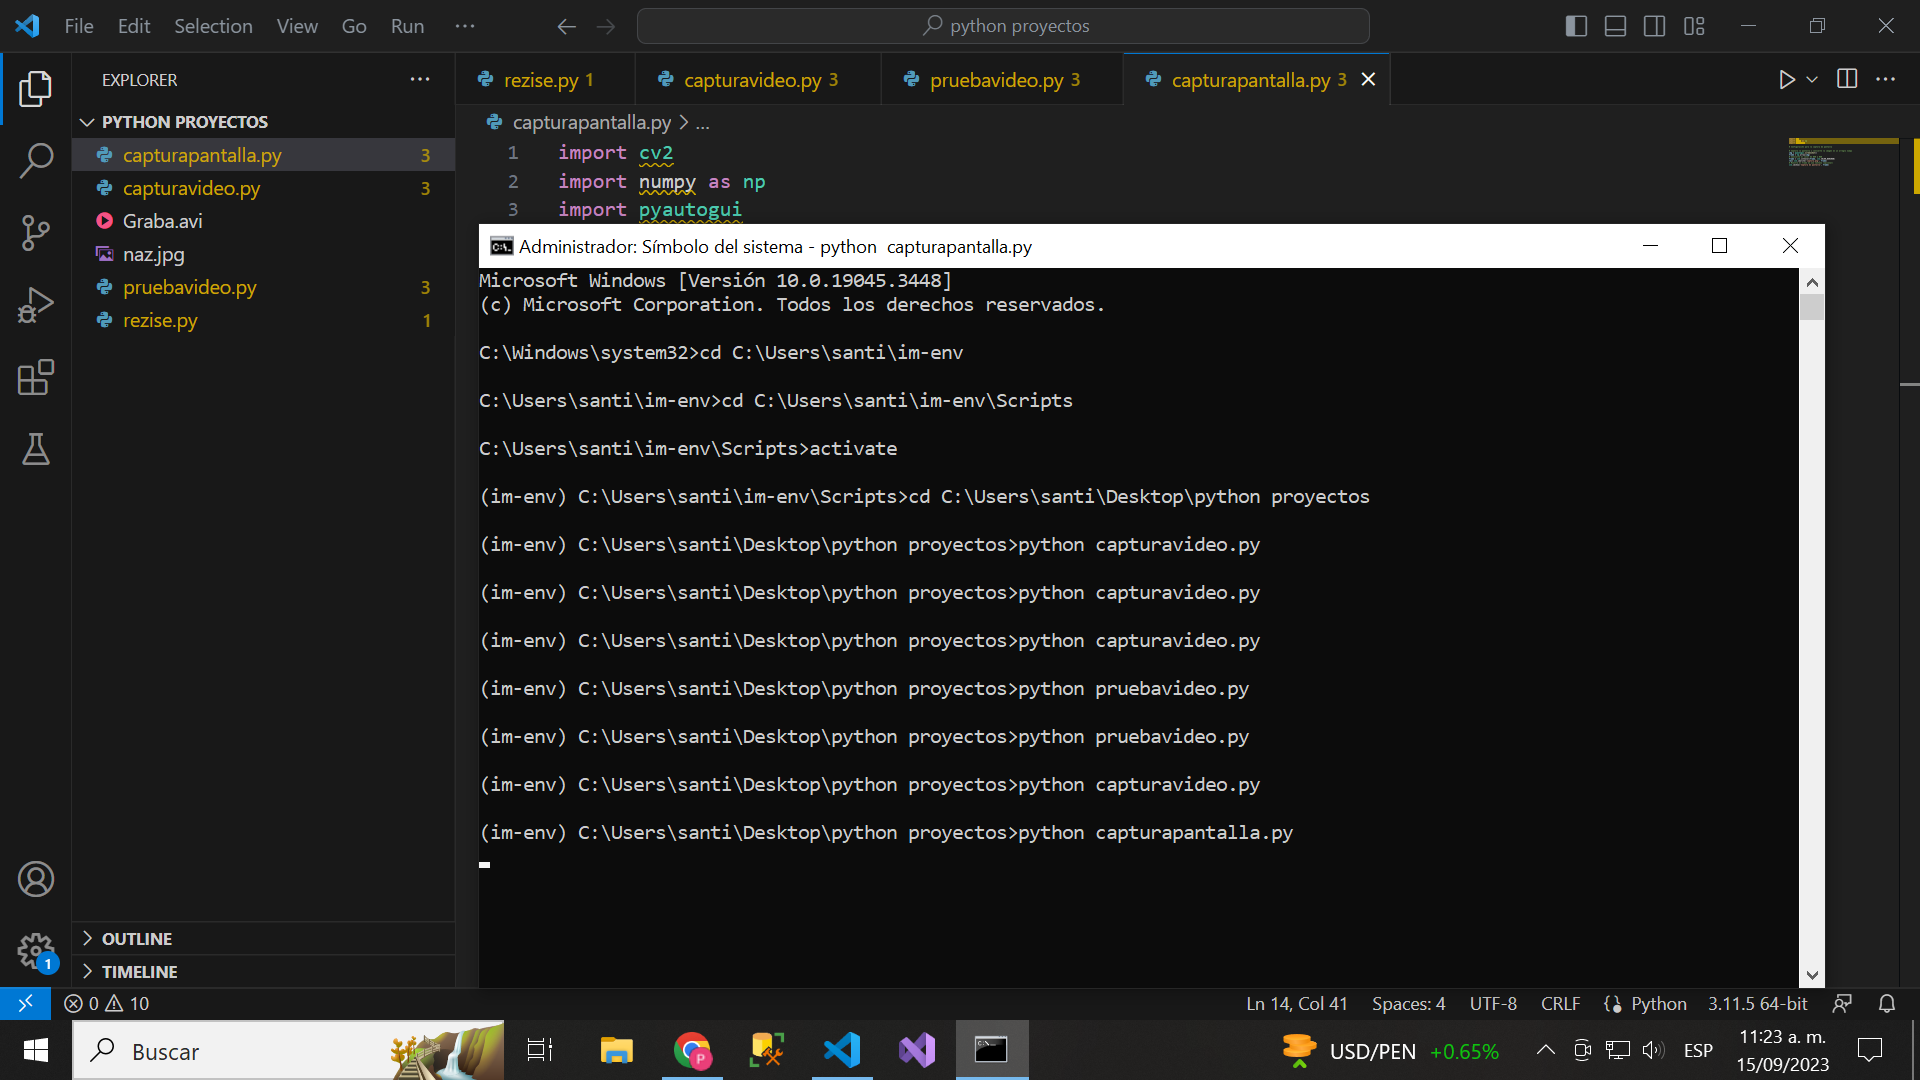 File Edit Selection View Go Run ···
python proyectos
EXPLORER
PYTHON PROYECTOS
capturapantalla.py 3
capturavideo.py 3
Graba.avi
naz.jpg
pruebavideo.py 3
rezise.py 1
OUTLINE
TIMELINE
rezise.py 1
capturavideo.py 3
pruebavideo.py 3
capturapantalla.py 3
capturapantalla.py > ...
1 import cv2
2 import numpy as np
3 import pyautogui
Administrador: Símbolo del sistema - python capturapantalla.py
Microsoft Windows [Versión 10.0.19045.3448]
(c) Microsoft Corporation. Todos los derechos reservados.
C:\Windows\system32>cd C:\Users\santi\im-env
C:\Users\santi\im-env>cd C:\Users\santi\im-env\Scripts
C:\Users\santi\im-env\Scripts>activate
(im-env) C:\Users\santi\im-env\Scripts>cd C:\Users\santi\Desktop\python proyectos
(im-env) C:\Users\santi\Desktop\python proyectos>python capturavideo.py
(im-env) C:\Users\santi\Desktop\python proyectos>python capturavideo.py
(im-env) C:\Users\santi\Desktop\python proyectos>python capturavideo.py
(im-env) C:\Users\santi\Desktop\python proyectos>python pruebavideo.py
(im-env) C:\Users\santi\Desktop\python proyectos>python pruebavideo.py
(im-env) C:\Users\santi\Desktop\python proyectos>python capturavideo.py
(im-env) C:\Users\santi\Desktop\python proyectos>python capturapantalla.py
1
0 10
Ln 14, Col 41 Spaces: 4 UTF-8 CRLF Python 3.11.5 64-bit
Buscar
P
USD/PEN +0.65%
ESP
11:23 a. m.
15/09/2023